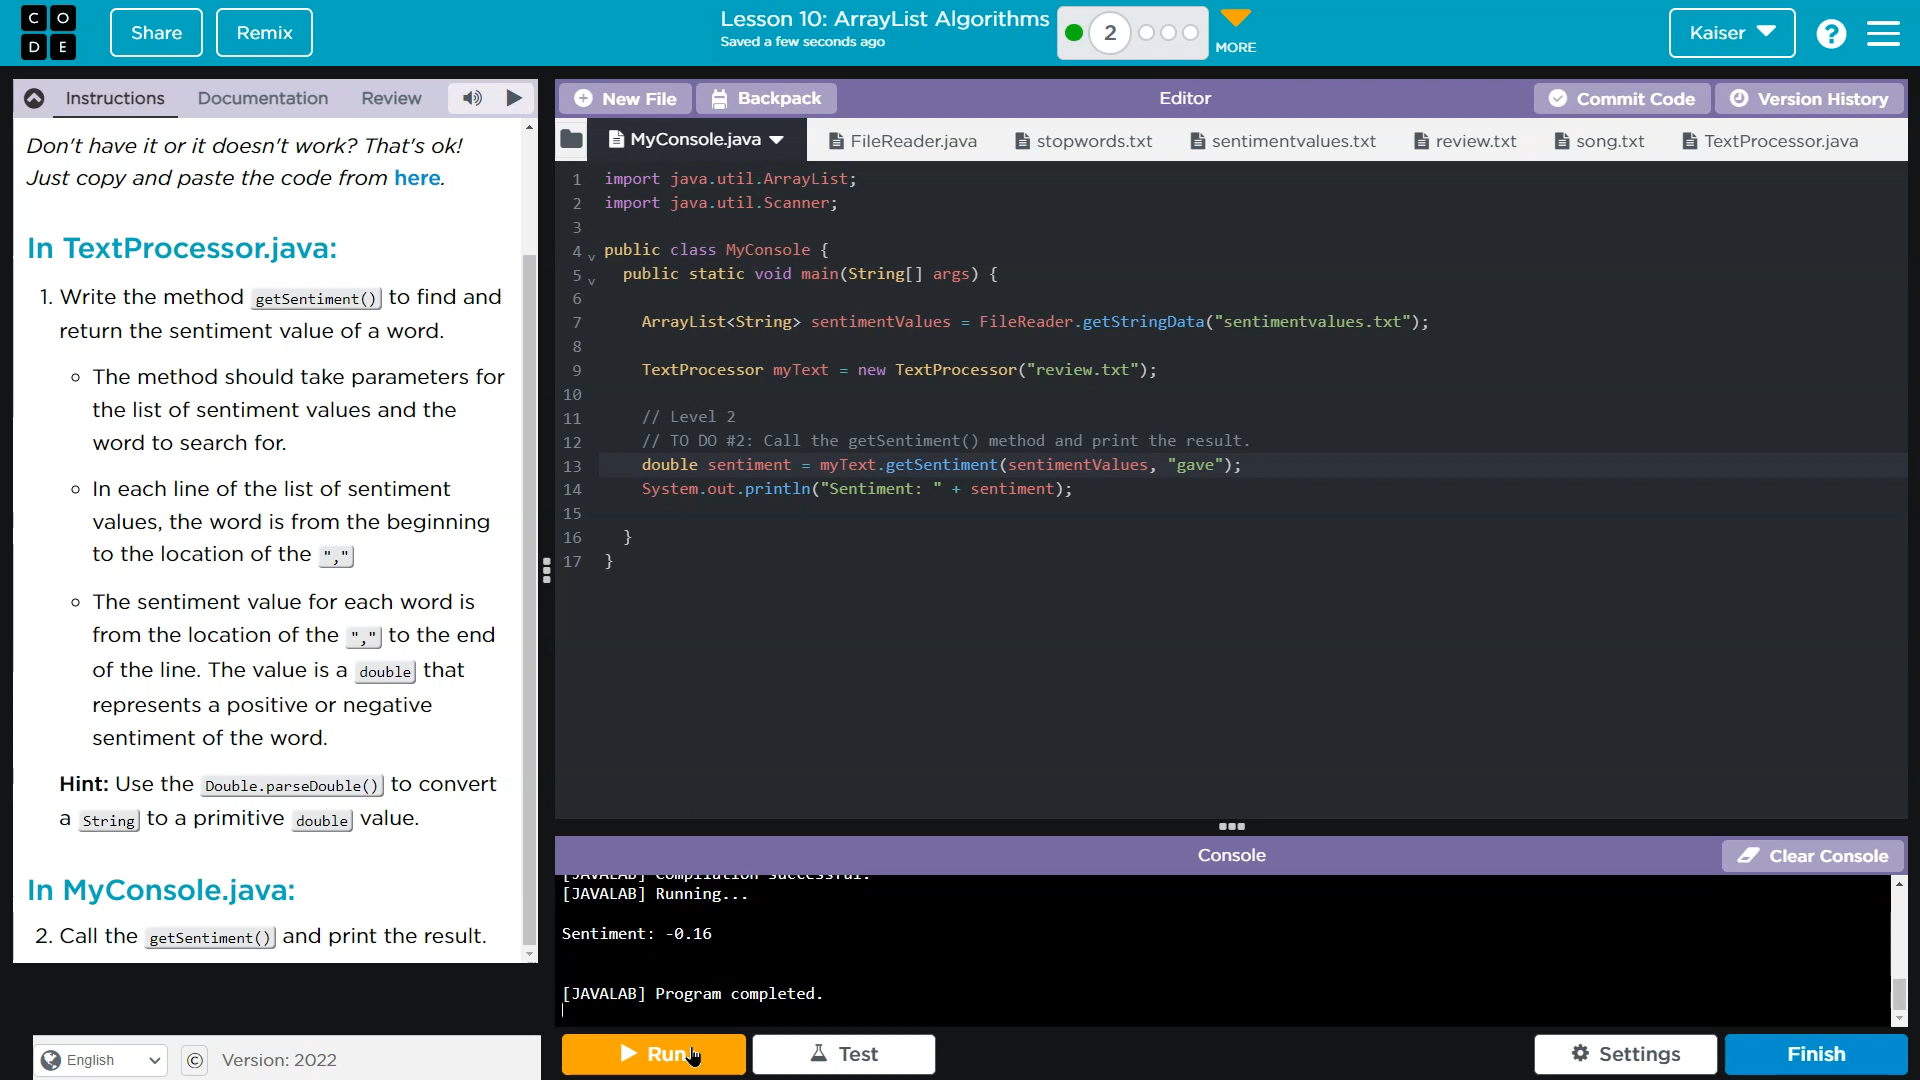 C O
D E
Share
Remix
Lesson 10: ArrayList Algorithms
Saved a few seconds ago
2
MORE
Kaiser
?
Instructions
Documentation
Review
Don't have it or it doesn't work? That's ok!
Just copy and paste the code from here.
In TextProcessor.java:
1. Write the method getSentiment() to find and
return the sentiment value of a word.
The method should take parameters for
the list of sentiment values and the
word to search for.
In each line of the list of sentiment
values, the word is from the beginning
to the location of the ","
The sentiment value for each word is
from the location of the "," to the end
of the line. The value is a double that
represents a positive or negative
sentiment of the word.
Hint: Use the Double.parseDouble() to convert
a String to a primitive double value.
In MyConsole.java:
2. Call the getSentiment() and print the result.
English
©
Version: 2022
New File
Backpack
Editor
Commit Code
Version History
MyConsole.java
FileReader.java
stopwords.txt
sentimentvalues.txt
review.txt
song.txt
TextProcessor.java
1 import java.util.ArrayList;
2 import java.util.Scanner;
3
4 public class MyConsole {
5 public static void main(String[] args) {
6
7 ArrayList<String> sentimentValues = FileReader.getStringData("sentimentvalues.txt");
8
9 TextProcessor myText = new TextProcessor("review.txt");
10
11 // Level 2
12 // TO DO #2: Call the getSentiment() method and print the result.
13 double sentiment = myText.getSentiment(sentimentValues, "gave");
14 System.out.println("Sentiment: " + sentiment);
15
16 }
17 }
Console
Clear Console
[JAVALAB] Compilation successful.
[JAVALAB] Running...
Sentiment: -0.16
[JAVALAB] Program completed.
Run
Test
Settings
Finish